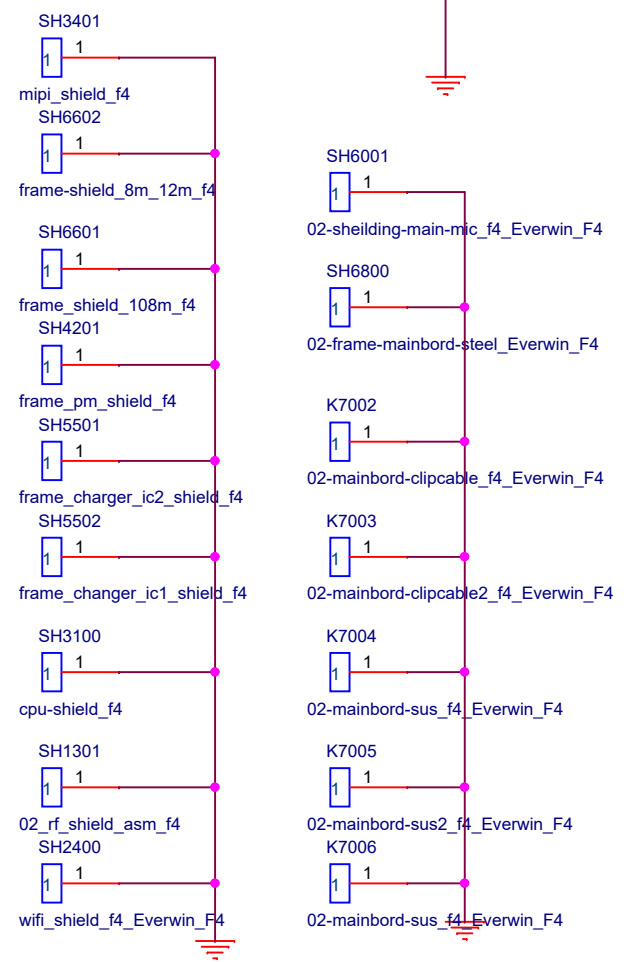 SH3401
1
1
mipi_shield_f4
SH6602
1
1
frame-shield_8m_12m_f4
SH6601
1
1
frame_shield_108m_f4
SH4201
1
1
frame_pm_shield_f4
SH5501
1
1
frame_charger_ic2_shield_f4
SH5502
1
1
frame_changer_ic1_shield_f4
SH3100
1
1
cpu-shield_f4
SH1301
1
1
02_rf_shield_asm_f4
SH2400
1
1
wifi_shield_f4_Everwin_F4
SH6001
1
1
02-sheilding-main-mic_f4_Everwin_F4
SH6800
1
1
02-frame-mainbord-steel_Everwin_F4
K7002
1
1
02-mainbord-clipcable_f4_Everwin_F4
K7003
1
1
02-mainbord-clipcable2_f4_Everwin_F4
K7004
1
1
02-mainbord-sus_f4_Everwin_F4
K7005
1
1
02-mainbord-sus2_f4_Everwin_F4
K7006
1
1
02-mainbord-sus_f4_Everwin_F4